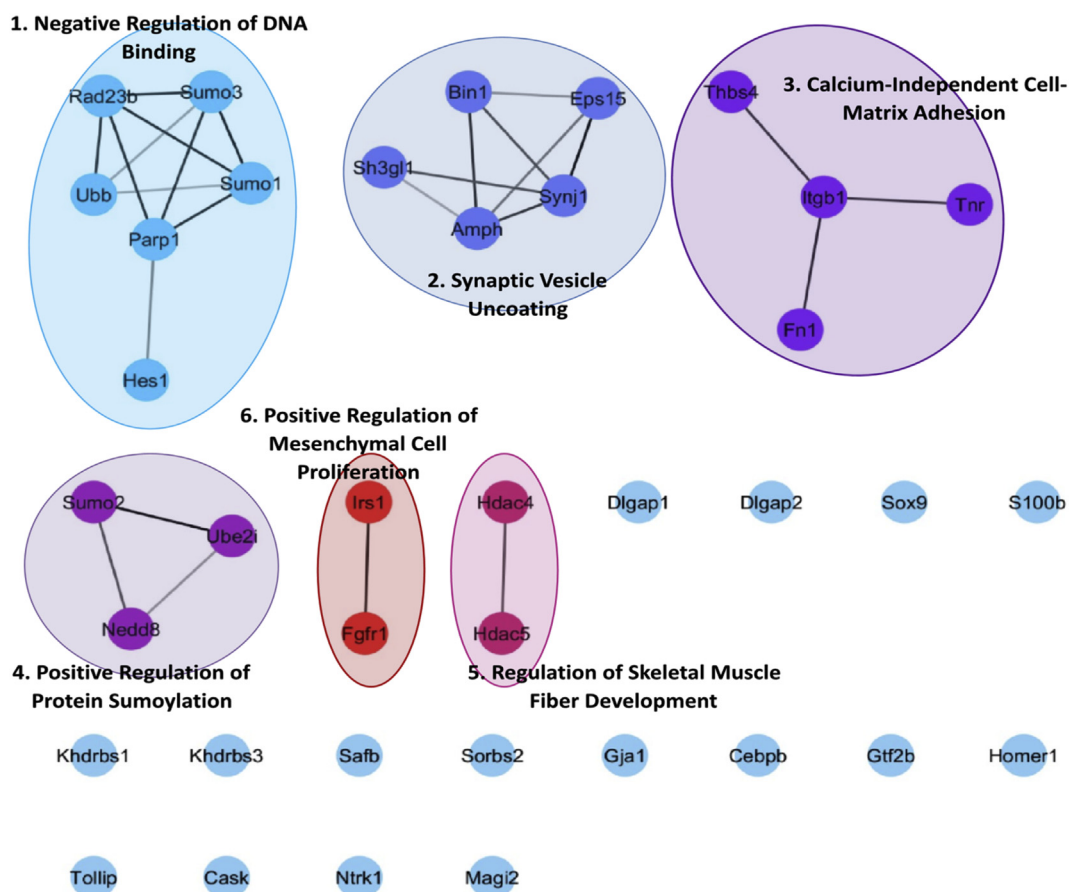 1. Negative Regulation of DNA
Binding
Rad23b
Sumo3
Ubb
Sumo1
Parp1
Hes1
Bin1
Eps15
Sh3gl1
Synj1
Amph
2. Synaptic Vesicle
Uncoating
3. Calcium-Independent Cell-
Matrix Adhesion
Thbs4
Itgb1
Tnr
Fn1
6. Positive Regulation of
Mesenchymal Cell
Proliferation
Sumo2
Ube2i
Nedd8
4. Positive Regulation of
Protein Sumoylation
Irs1
Fgfr1
Hdac4
Hdac5
5. Regulation of Skeletal Muscle
Fiber Development
Dlgap1
Dlgap2
Sox9
S100b
Khdrbs1
Khdrbs3
Safb
Sorbs2
Gja1
Cebpb
Gtf2b
Homer1
Tollip
Cask
Ntrk1
Magi2